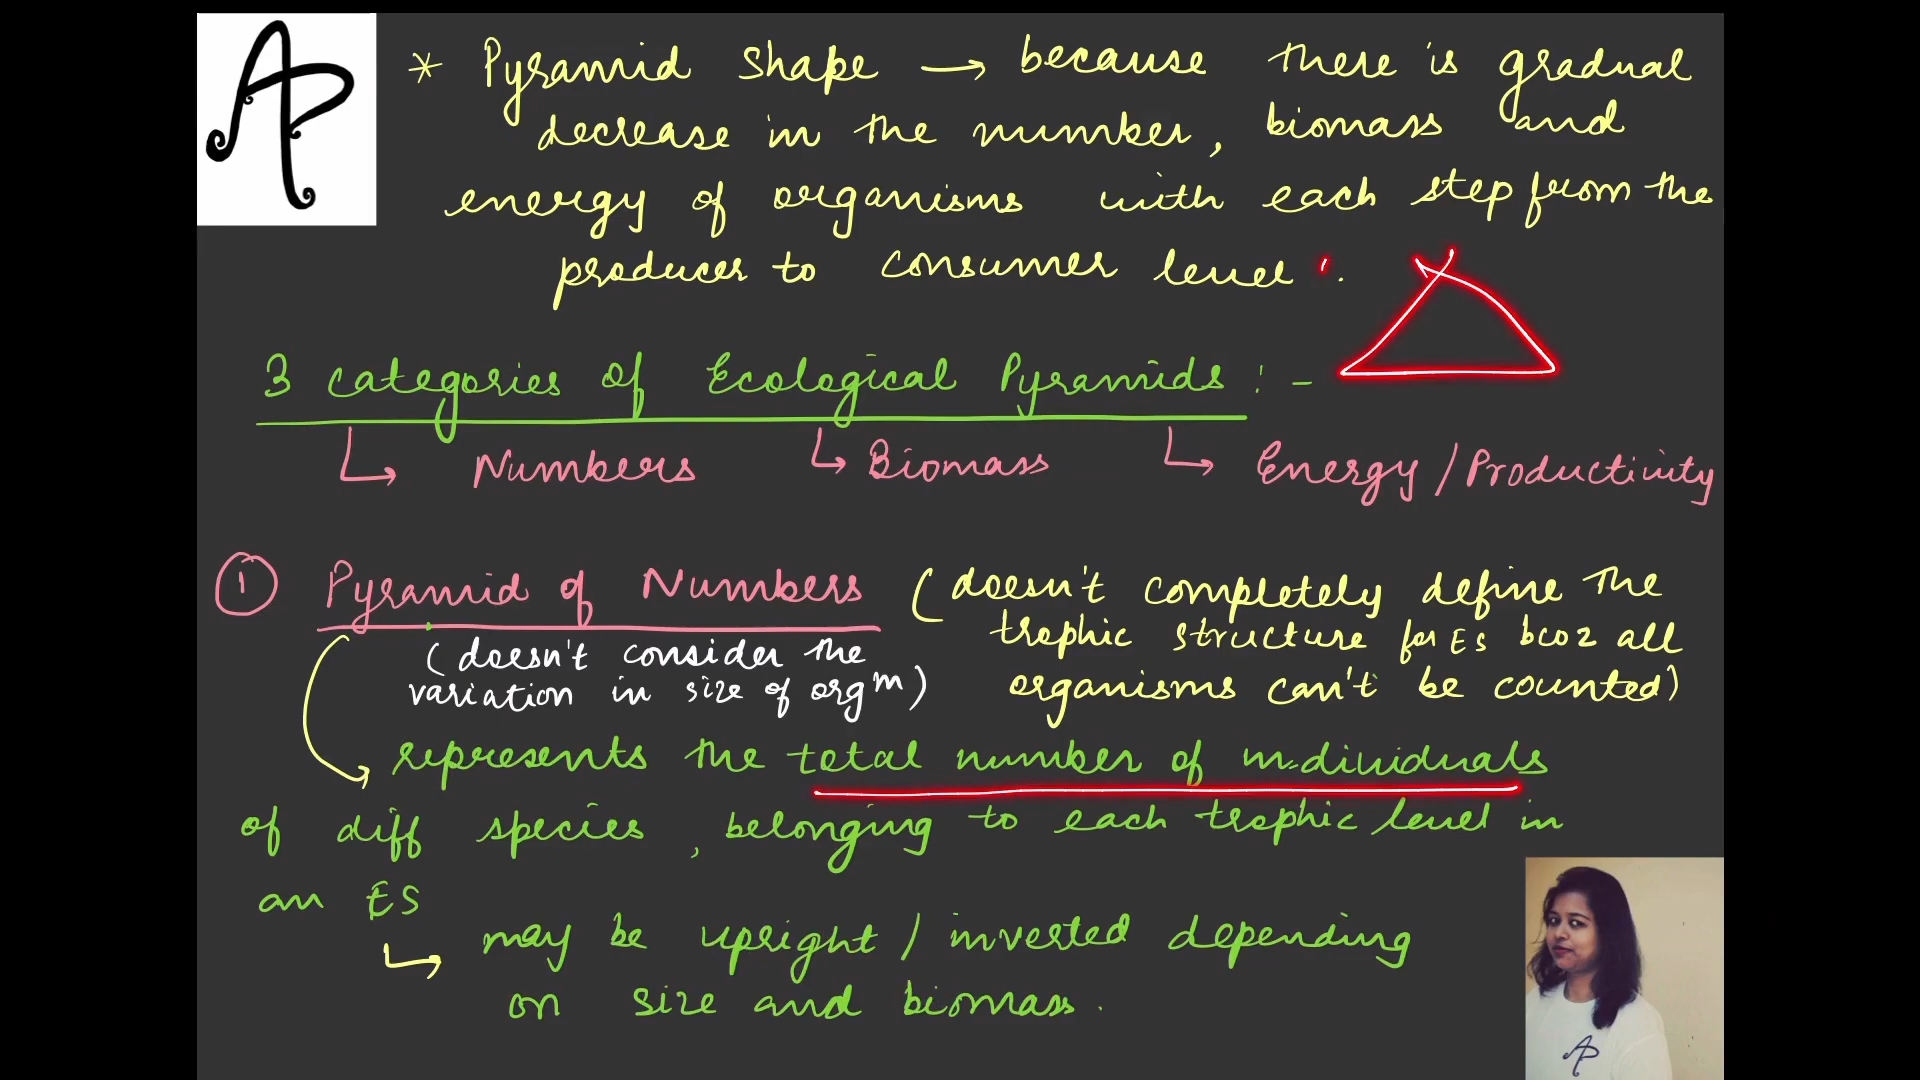 AP
* Pyramid Shape → because there is gradual
decrease in the number, biomass and
energy of organisms with each step from the
producer to consumer level.
3 categories of Ecological Pyramids : -
↳ Numbers ↳ Biomass ↳ Energy / Productivity
① Pyramid of Numbers (doesn't completely define the
trophic structure for ES bcoz all
organisms can't be counted)
(doesn't consider the
variation in size of orgm)
represents the total number of individuals
of diff species, belonging to each trophic level in
an ES
↳ may be upright / inverted depending
on size and biomass.
AP